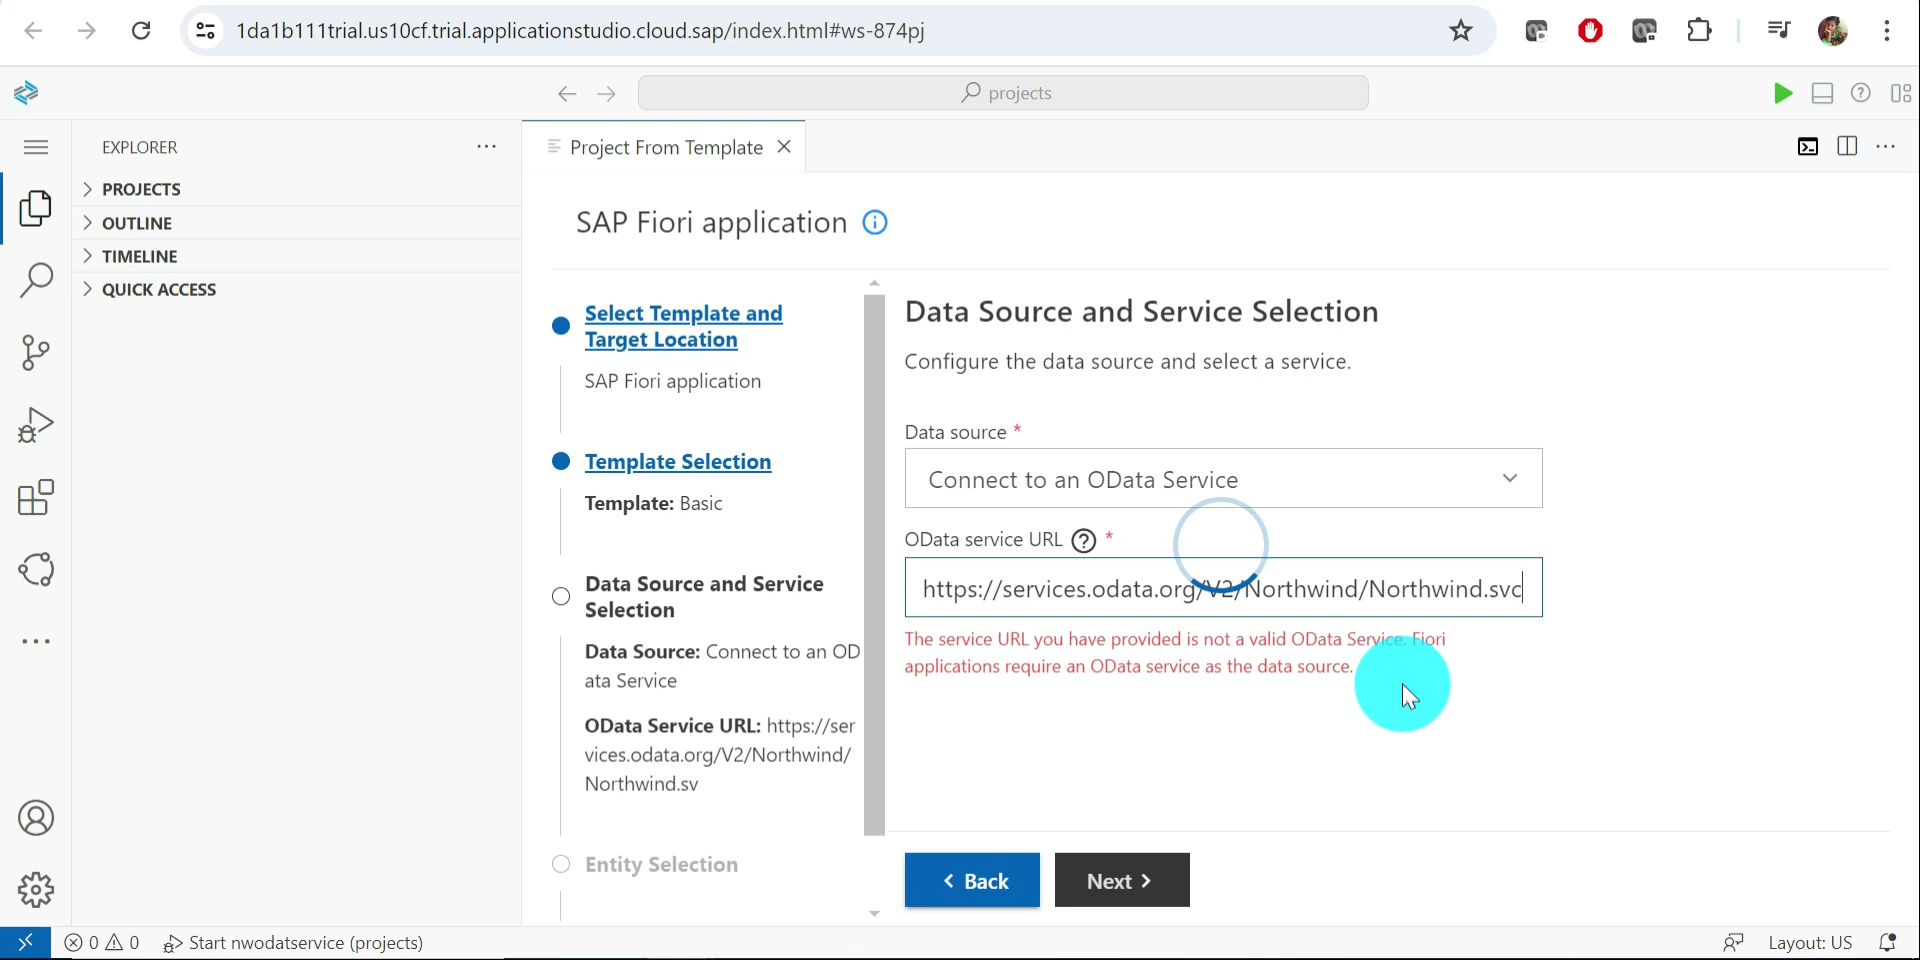 1da1b111trial.us10cf.trial.applicationstudio.cloud.sap/index.html#ws-874pj
projects
EXPLORER
Project From Template
PROJECTS
OUTLINE
TIMELINE
QUICK ACCESS
SAP Fiori application
Select Template and
Target Location
SAP Fiori application
Template Selection
Template: Basic
Data Source and Service
Selection
Data Source: Connect to an OD
ata Service
OData Service URL: https://ser
vices.odata.org/V2/Northwind/
Northwind.sv
Entity Selection
Data Source and Service Selection
Configure the data source and select a service.
Data source *
Connect to an OData Service
OData service URL *
https://services.odata.org/V2/Northwind/Northwind.svc
The service URL you have provided is not a valid OData Service. Fiori
applications require an OData service as the data source.
Back
Next
0 0 Start nwodatservice (projects)
Layout: US